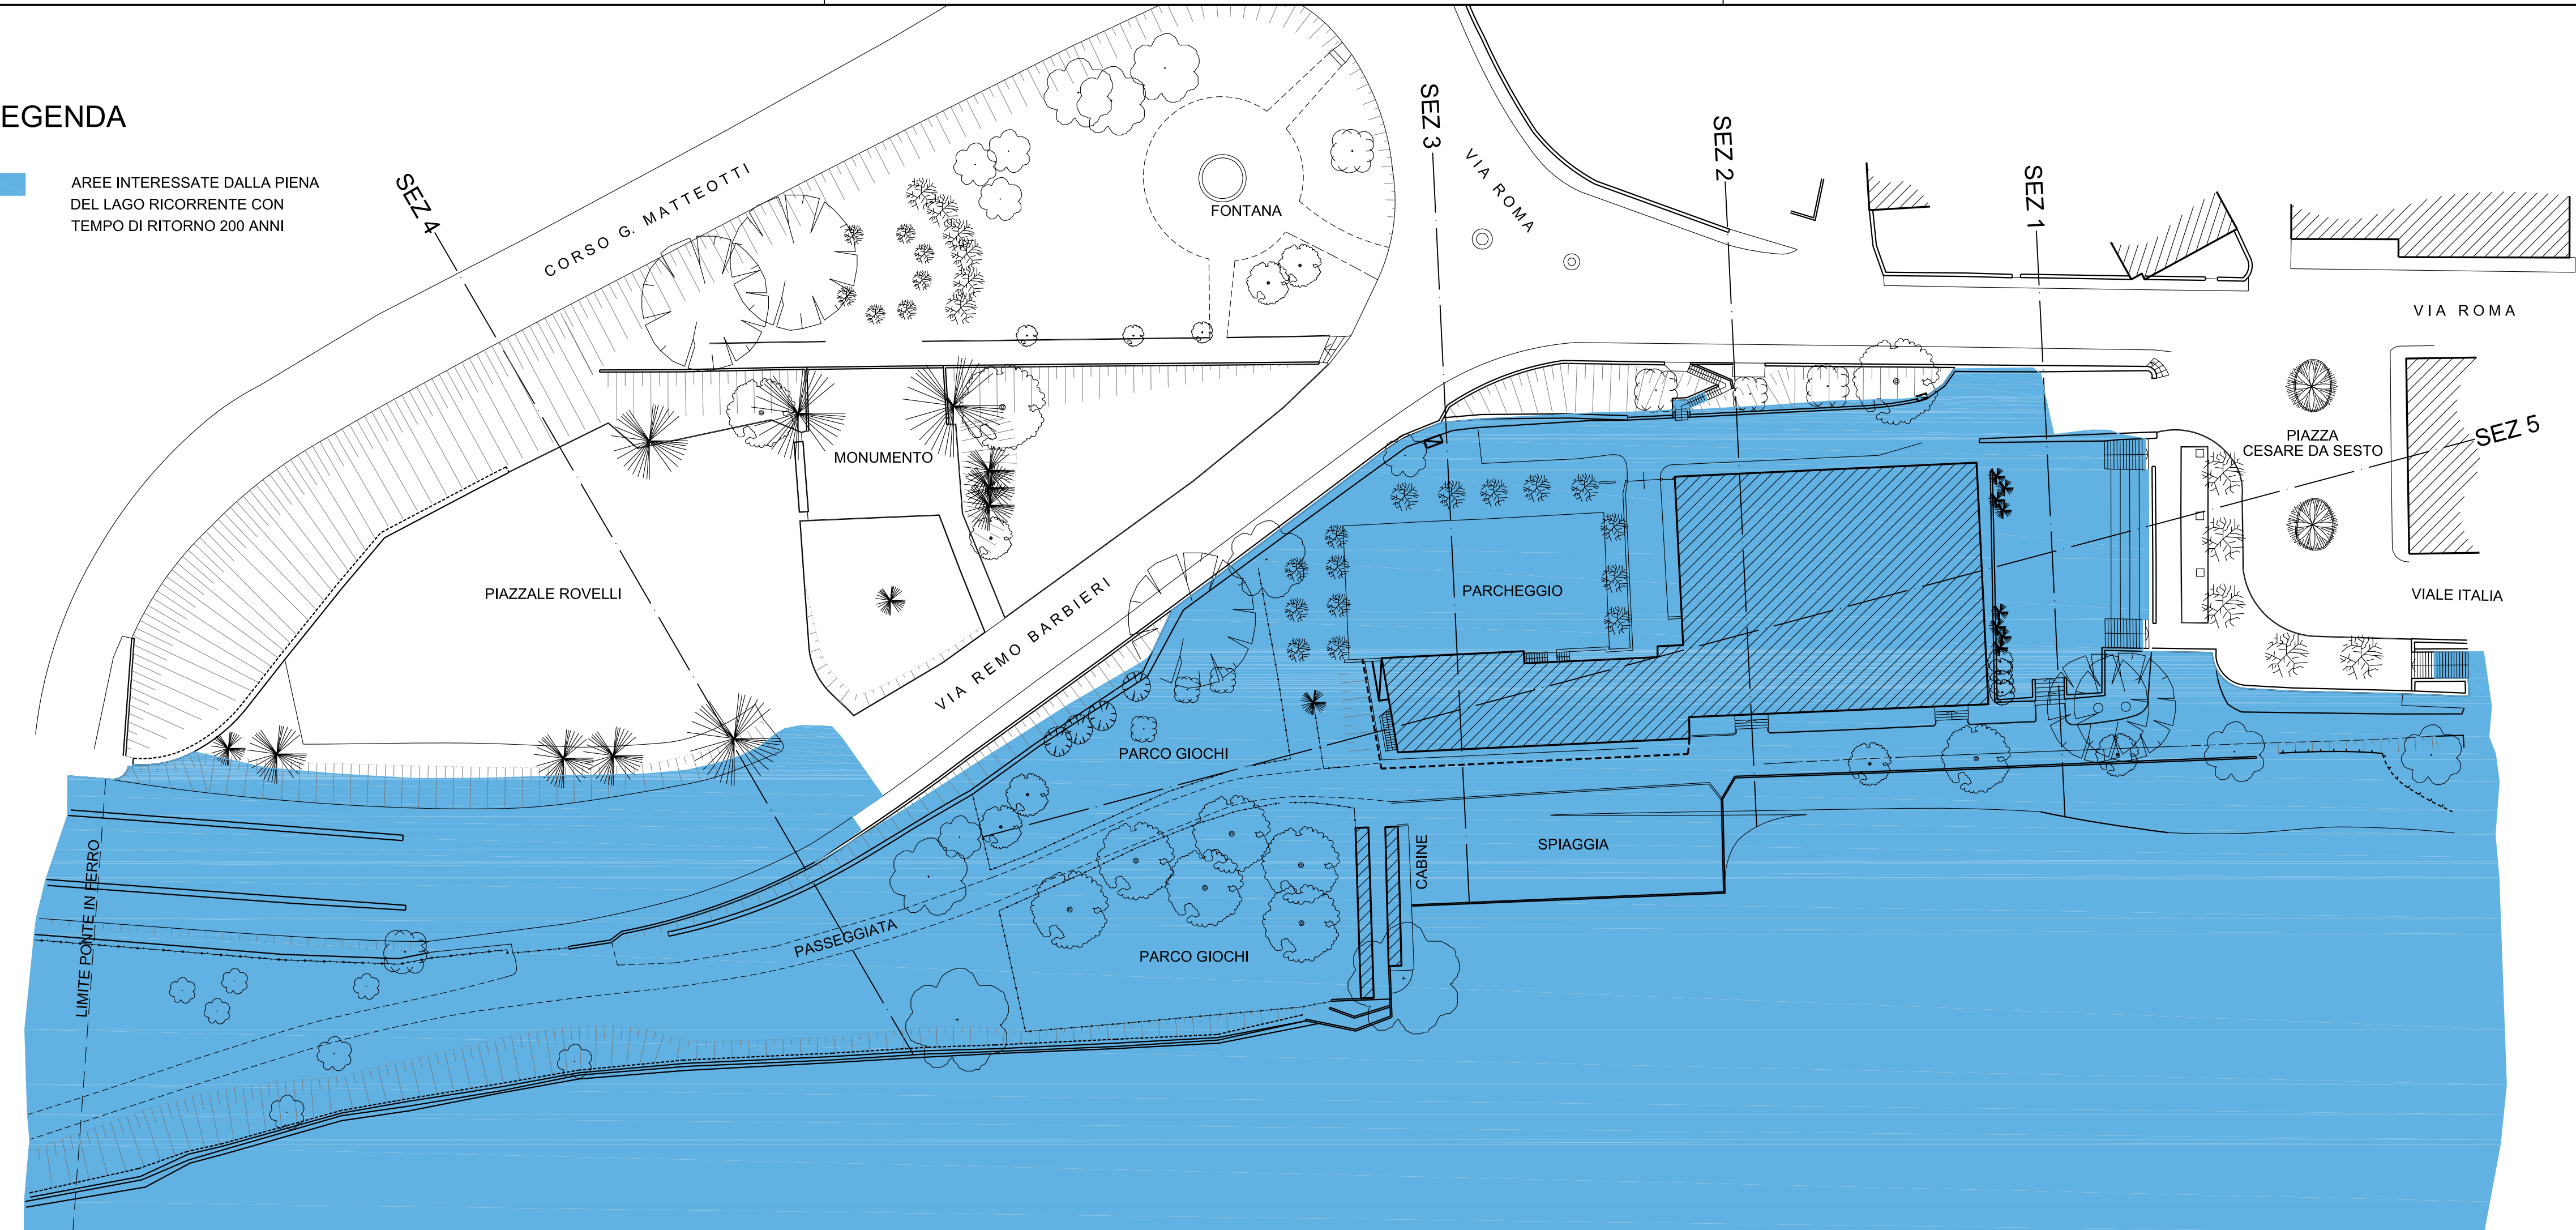 EGENDA
AREE INTERESSATE DALLA PIENA
DEL LAGO RICORRENTE CON
TEMPO DI RITORNO 200 ANNI
SEZ 4
CORSO G. MATTEOTTI
FONTANA
SEZ 3
VIA ROMA
SEZ 2
SEZ 1
VIA ROMA
PIAZZA
CESARE DA SESTO
SEZ 5
MONUMENTO
PIAZZALE ROVELLI
VIA REMO BARBIERI
PARCHEGGIO
VIALE ITALIA
PARCO GIOCHI
SPIAGGIA
CABINE
LIMITE PONTE IN FERRO
PASSEGGIATA
PARCO GIOCHI